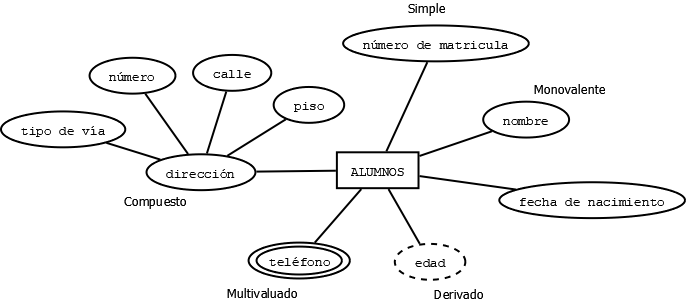 Simple
número de matricula
número
calle
piso
Monovalente
nombre
tipo de vía
dirección
ALUMNOS
Compuesto
fecha de nacimiento
teléfono
edad
Multivaluado
Derivado